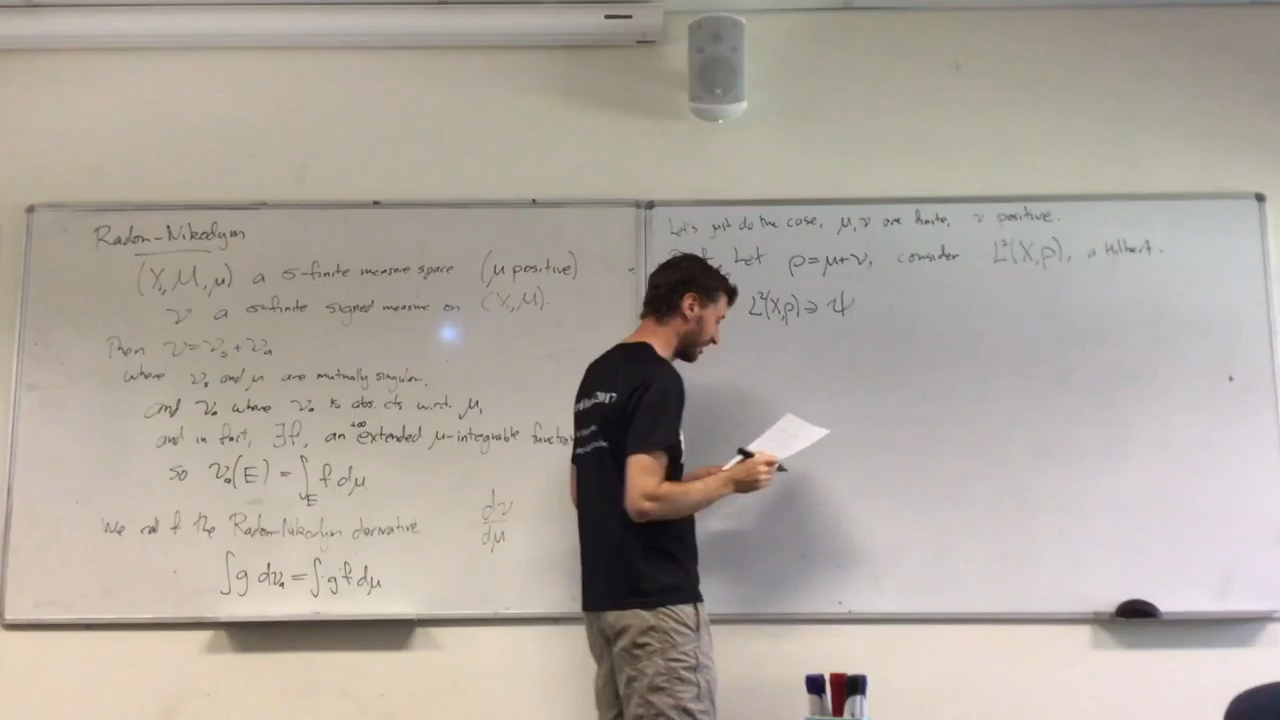 Radon-Nikodym
(X, M, μ) a σ-finite measure space (μ positive)
ν a σ-finite signed measure on (X, M).
Then ν = νₛ + νₐ
where νₛ and μ are mutually singular.
and νₐ where νₐ is abs. cts w.r.t. μ,
and in fact, ∃f, an extended μ-integrable function
so νₐ(E) = ∫_E f dμ
We call f the Radon-Nikodym derivative dν/dμ
∫g dνₐ = ∫g f dμ
Let's just do the case, μ, ν are finite, ν positive.
Let ρ = μ+ν, consider L²(X,ρ), a Hilbert.
L²(X,ρ) ∋ ψ
2017